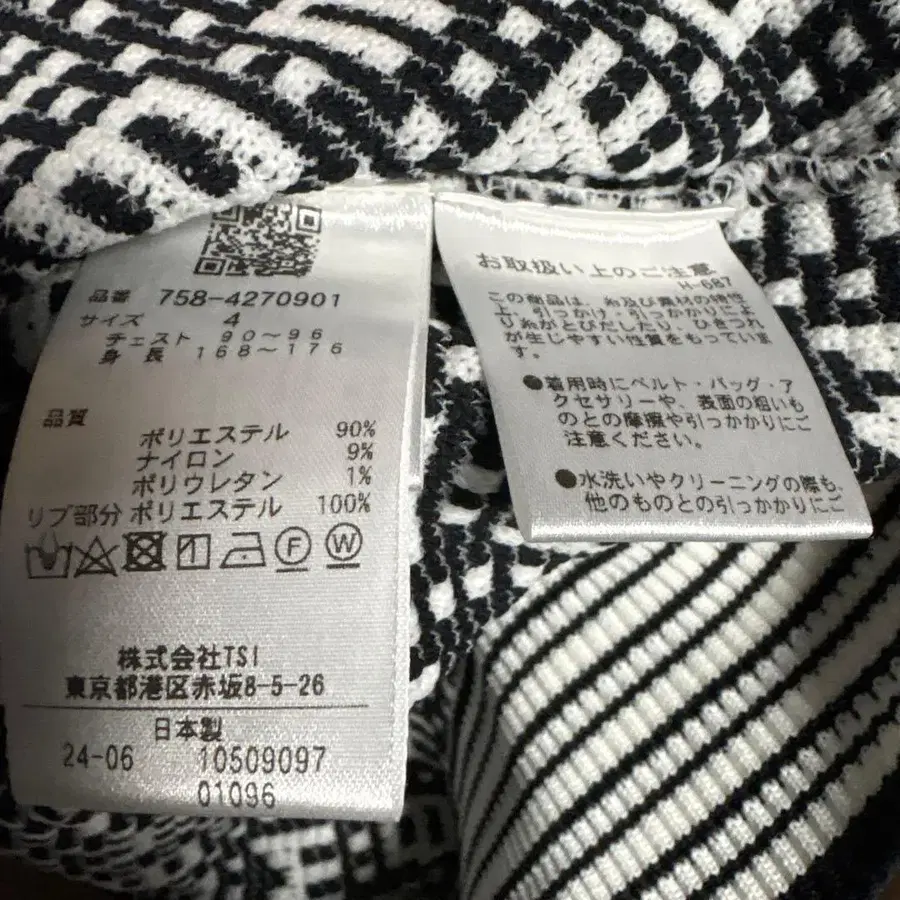 品番 758-4270901
サイズ 4
チェスト 90〜96
身長 168〜176
品質
ポリエステル 90%
ナイロン 9%
ポリウレタン 1%
リブ部分 ポリエステル 100%
F W
株式会社TSI
東京都港区赤坂8-5-26
日本製
24-06 10509097
01096
お取扱い上のご注意
H-687
この商品は、糸及び素材の特性
上、引っかけ・引っかかりによ
り糸がとびだしたり、ひきつれ
が生じやすい性質をもっていま
す。
●着用時にベルト・バッグ・ア
クセサリーや、表面の粗いも
のとの摩擦や引っかかりにご
注意ください。
●水洗いやクリーニングの際も、
他のものとの引っかかりにご